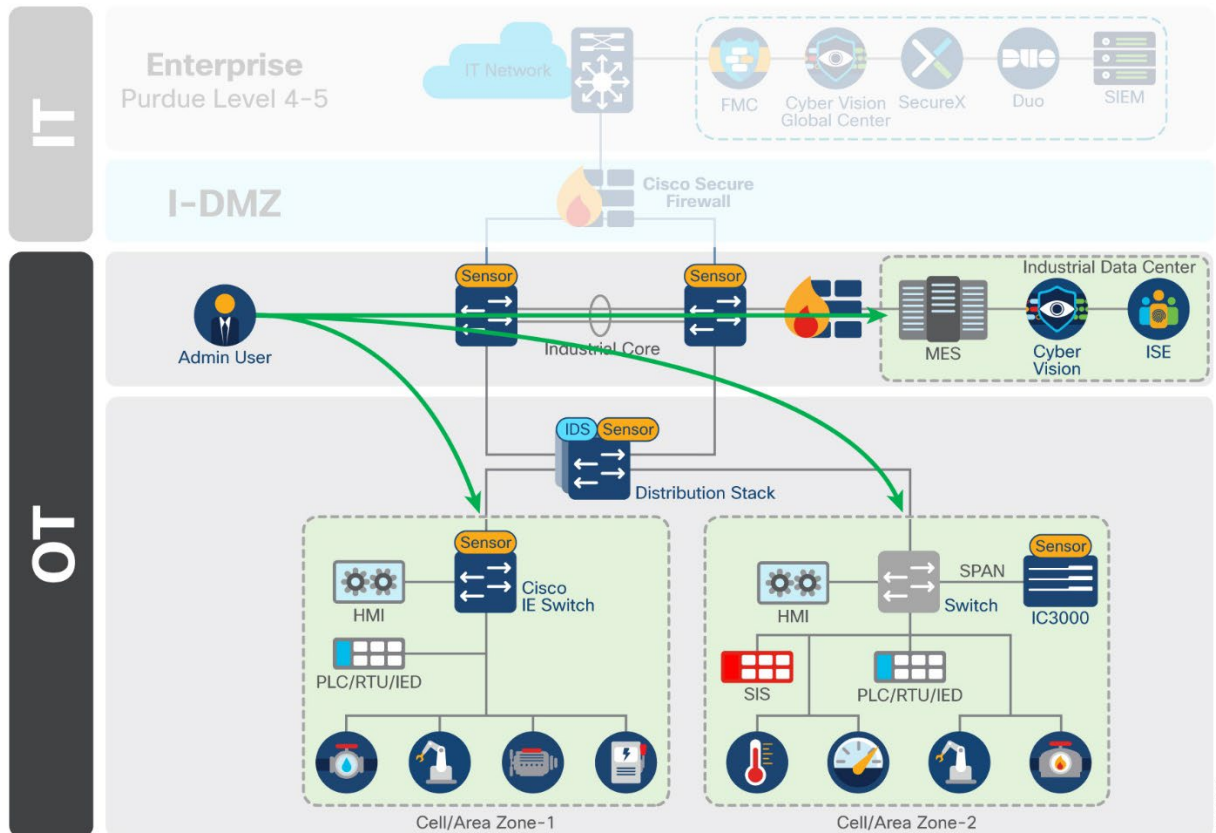 IT
Enterprise
Purdue Level 4-5
IT Network
FMC
Cyber Vision
Global Center
SecureX
DUO
Duo
SIEM
I-DMZ
Cisco Secure
Firewall
OT
Admin User
Sensor
Sensor
Industrial Core
Industrial Data Center
MES
Cyber
Vision
ISE
IDS
Sensor
Distribution Stack
Sensor
Cisco
IE Switch
HMI
PLC/RTU/IED
Cell/Area Zone-1
HMI
Switch
SPAN
Sensor
IC3000
SIS
PLC/RTU/IED
Cell/Area Zone-2